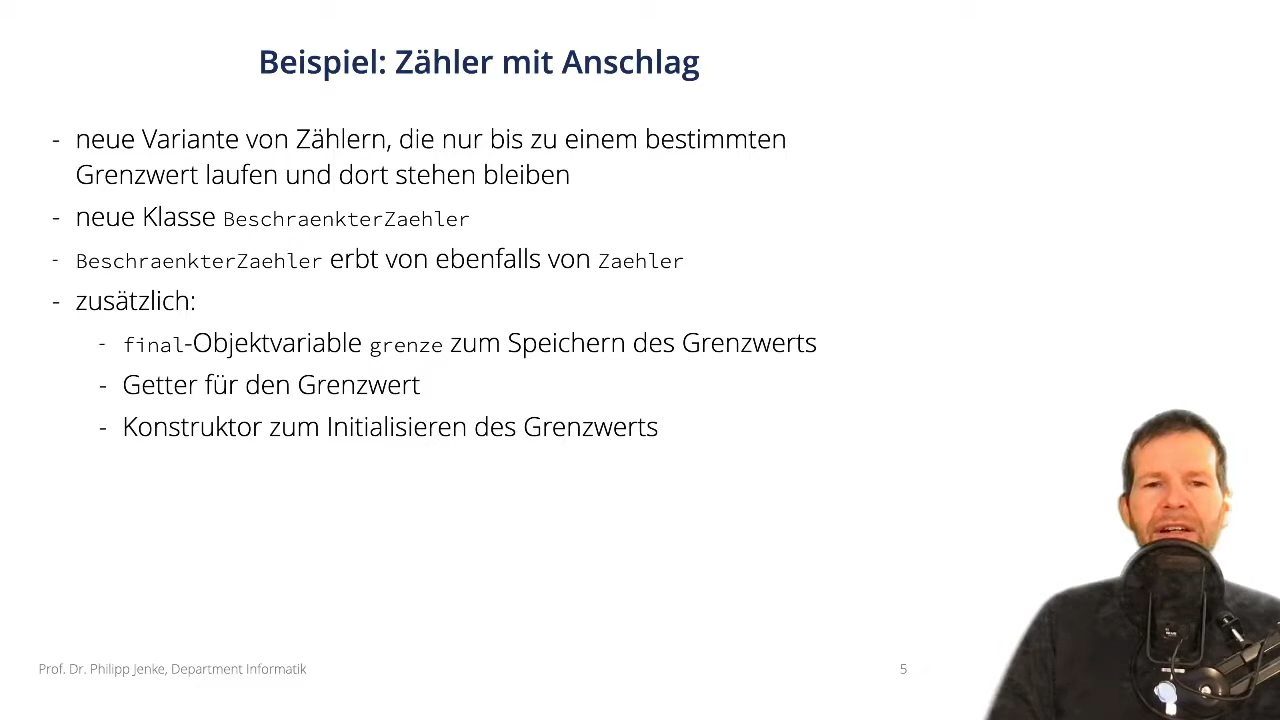 Beispiel: Zähler mit Anschlag
- neue Variante von Zählern, die nur bis zu einem bestimmten
Grenzwert laufen und dort stehen bleiben
- neue Klasse BeschraenkterZaehler
- BeschraenkterZaehler erbt von ebenfalls von Zaehler
- zusätzlich:
- final-Objektvariable grenze zum Speichern des Grenzwerts
- Getter für den Grenzwert
- Konstruktor zum Initialisieren des Grenzwerts
Prof. Dr. Philipp Jenke, Department Informatik
5